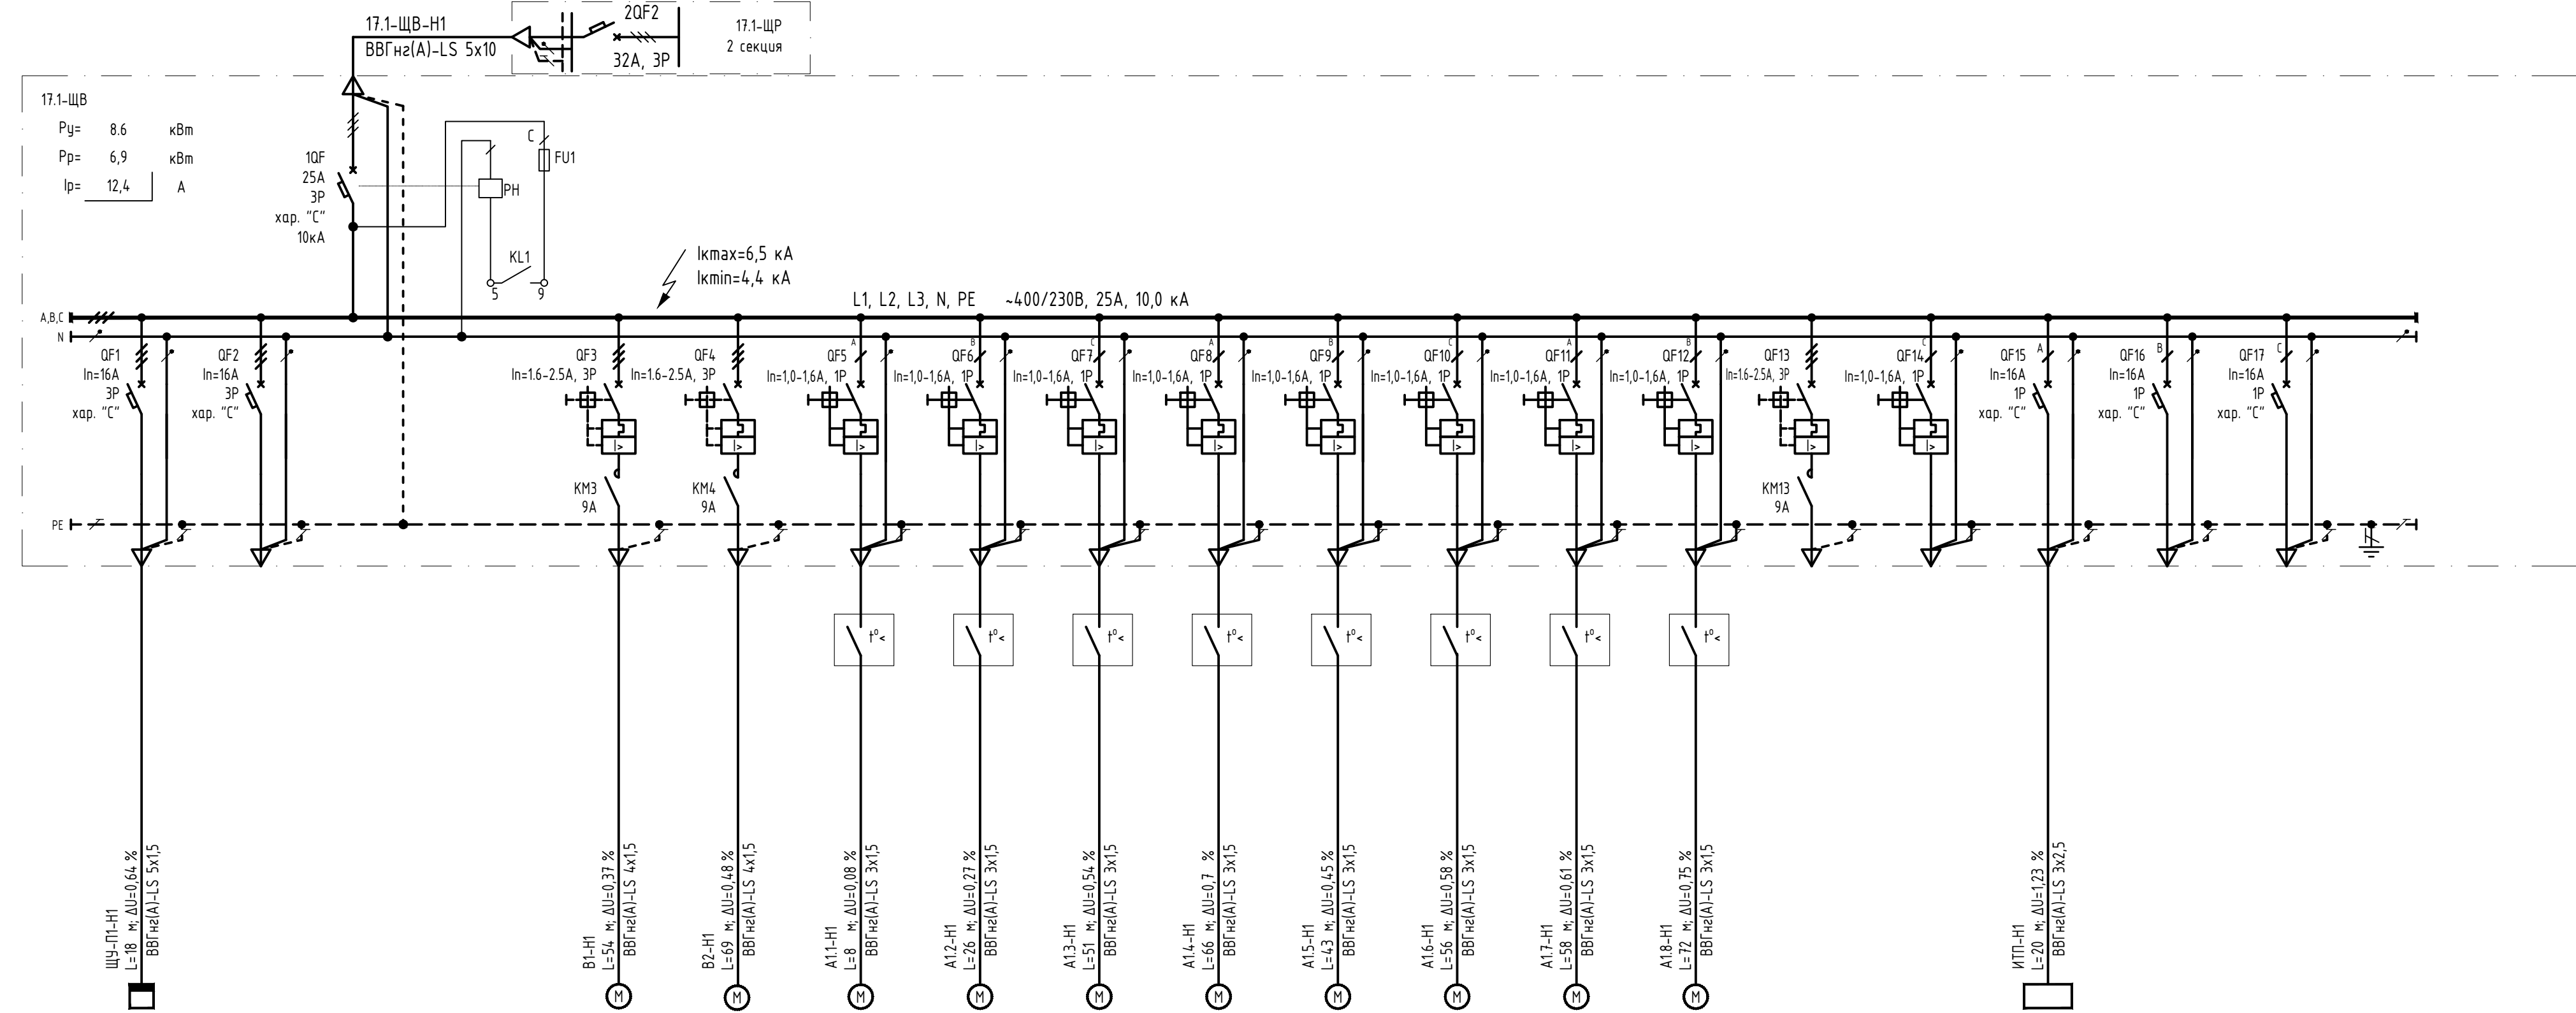 2QF2
17.1-ЩР
2 секция
32А, 3Р
17.1-ЩВ-Н1
ВВГнг(А)-LS 5х10
17.1-ЩВ
Ру= 8.6 кВт
Рр= 6,9 кВт
Iр= 12,4 А
1QF
25А
3Р
хар. "С"
10кА
С
FU1
РН
KL1
5 9
Iкmax=6,5 кА
Iкmin=4,4 кА
L1, L2, L3, N, PE ~400/230В, 25А, 10,0 кА
А,В,С
N
PE
QF1
In=16А
3Р
хар. "С"
QF2
In=16А
3Р
хар. "С"
QF3
In=1.6-2.5А, 3Р
I>
КМ3
9А
QF4
In=1.6-2.5А, 3Р
I>
КМ4
9А
А
QF5
In=1,0-1,6А, 1Р
I>
В
QF6
In=1,0-1,6А, 1Р
I>
С
QF7
In=1,0-1,6А, 1Р
I>
А
QF8
In=1,0-1,6А, 1Р
I>
В
QF9
In=1,0-1,6А, 1Р
I>
С
QF10
In=1,0-1,6А, 1Р
I>
А
QF11
In=1,0-1,6А, 1Р
I>
В
QF12
In=1,0-1,6А, 1Р
I>
QF13
In=1.6-2.5А, 3Р
I>
КМ13
9А
С
QF14
In=1,0-1,6А, 1Р
I>
А
QF15
In=16А
1Р
хар. "С"
В
QF16
In=16А
1Р
хар. "С"
С
QF17
In=16А
1Р
хар. "С"
t°<
t°<
t°<
t°<
t°<
t°<
t°<
t°<
ЩУ-П1-Н1
L=18 м; ΔU=0,64 %
ВВГнг(А)-LS 5х1,5
В1-Н1
L=54 м; ΔU=0,37 %
ВВГнг(А)-LS 4х1,5
В2-Н1
L=69 м; ΔU=0,48 %
ВВГнг(А)-LS 4х1,5
А1.1-Н1
L=8 м; ΔU=0,08 %
ВВГнг(А)-LS 3х1,5
А1.2-Н1
L=26 м; ΔU=0,27 %
ВВГнг(А)-LS 3х1,5
А1.3-Н1
L=51 м; ΔU=0,54 %
ВВГнг(А)-LS 3х1,5
А1.4-Н1
L=66 м; ΔU=0,7 %
ВВГнг(А)-LS 3х1,5
А1.5-Н1
L=43 м; ΔU=0,45 %
ВВГнг(А)-LS 3х1,5
А1.6-Н1
L=56 м; ΔU=0,58 %
ВВГнг(А)-LS 3х1,5
А1.7-Н1
L=58 м; ΔU=0,61 %
ВВГнг(А)-LS 3х1,5
А1.8-Н1
L=72 м; ΔU=0,75 %
ВВГнг(А)-LS 3х1,5
ИТП-Н1
L=20 м; ΔU=1,23 %
ВВГнг(А)-LS 3х2,5
М
М
М
М
М
М
М
М
М
М